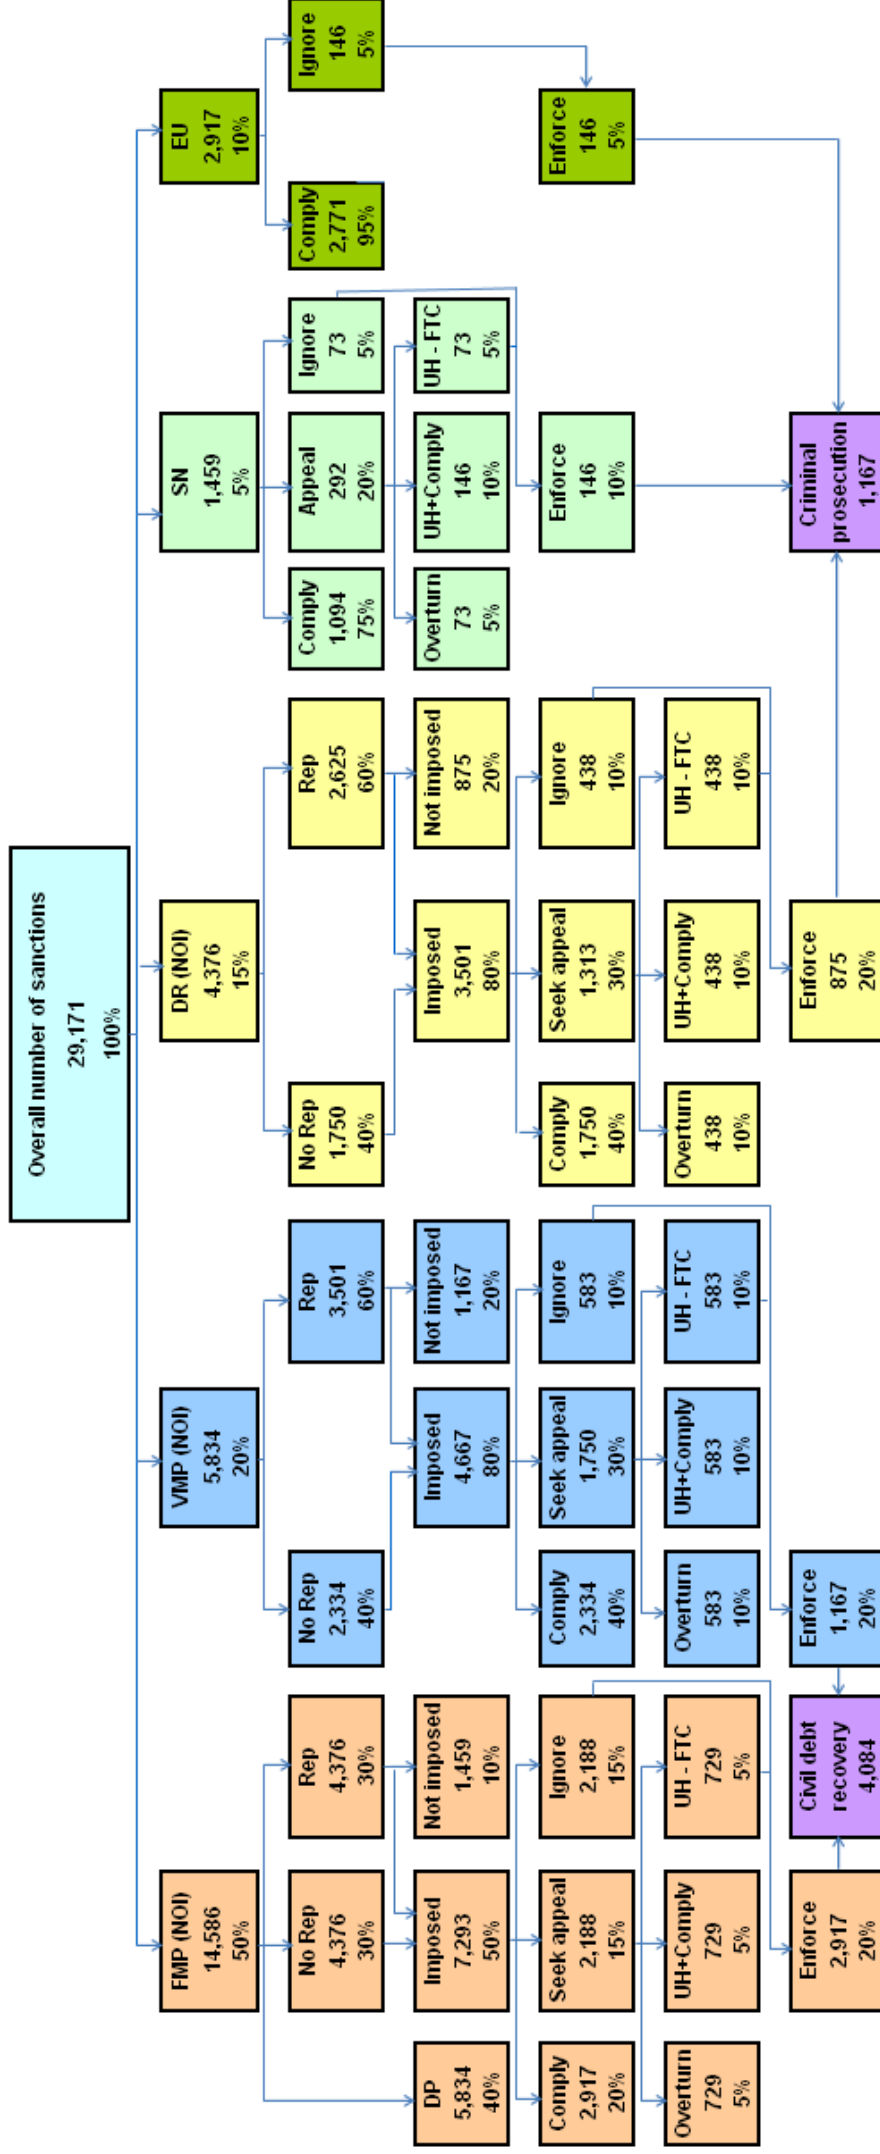 Overall number of sanctions
29,171
100%
FMP (NOI)
14,586
50%
VMP (NOI)
5,834
20%
DR (NOI)
4,376
15%
SN
1,459
5%
EU
2,917
10%
No Rep
4,376
30%
Rep
4,376
30%
No Rep
2,334
40%
Rep
3,501
60%
No Rep
1,750
40%
Rep
2,625
60%
Comply
1,094
75%
Appeal
292
20%
Ignore
73
5%
Comply
2,771
95%
Ignore
146
5%
DP
5,834
40%
Imposed
7,293
50%
Not imposed
1,459
10%
Imposed
4,667
80%
Not imposed
1,167
20%
Imposed
3,501
80%
Not imposed
875
20%
Overturn
73
5%
UH+Comply
146
10%
UH - FTC
73
5%
Comply
2,917
20%
Seek appeal
2,188
15%
Ignore
2,188
15%
Comply
2,334
40%
Seek appeal
1,750
30%
Ignore
583
10%
Comply
1,750
40%
Seek appeal
1,313
30%
Ignore
438
10%
Enforce
146
10%
Enforce
146
5%
Overturn
729
5%
UH+Comply
729
5%
UH - FTC
729
5%
Overturn
583
10%
UH+Comply
583
10%
UH - FTC
583
10%
Overturn
438
10%
UH+Comply
438
10%
UH - FTC
438
10%
Enforce
2,917
20%
Civil debt
recovery
4,084
Enforce
1,167
20%
Enforce
875
20%
Criminal
prosecution
1,167